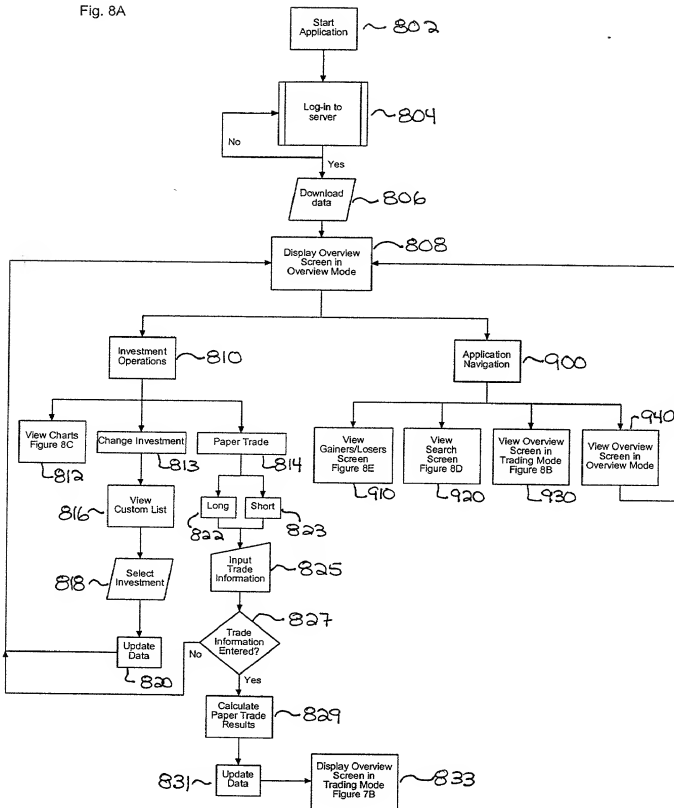 Fig. 8A
Start
Application
802
Log-in to
server
804
No
Yes
Download
data
806
808
Display Overview
Screen in
Overview Mode
Investment
Operations
810
Application
Navigation
900
View Charts
Figure 8C
812
Change Investment
813
Paper Trade
814
View
Gainers/Losers
Screen
Figure 8E
910
View
Search
Screen
Figure 8D
920
View Overview
Screen in
Trading Mode
Figure 8B
930
940
View Overview
Screen in
Overview Mode
816
View
Custom List
Long
822
Short
823
818
Select
Investment
Input
Trade
Information
825
827
Trade
Information
Entered?
Update
Data
820
No
Yes
Calculate
Paper Trade
Results
829
831
Update
Data
Display Overview
Screen in
Trading Mode
Figure 7B
833